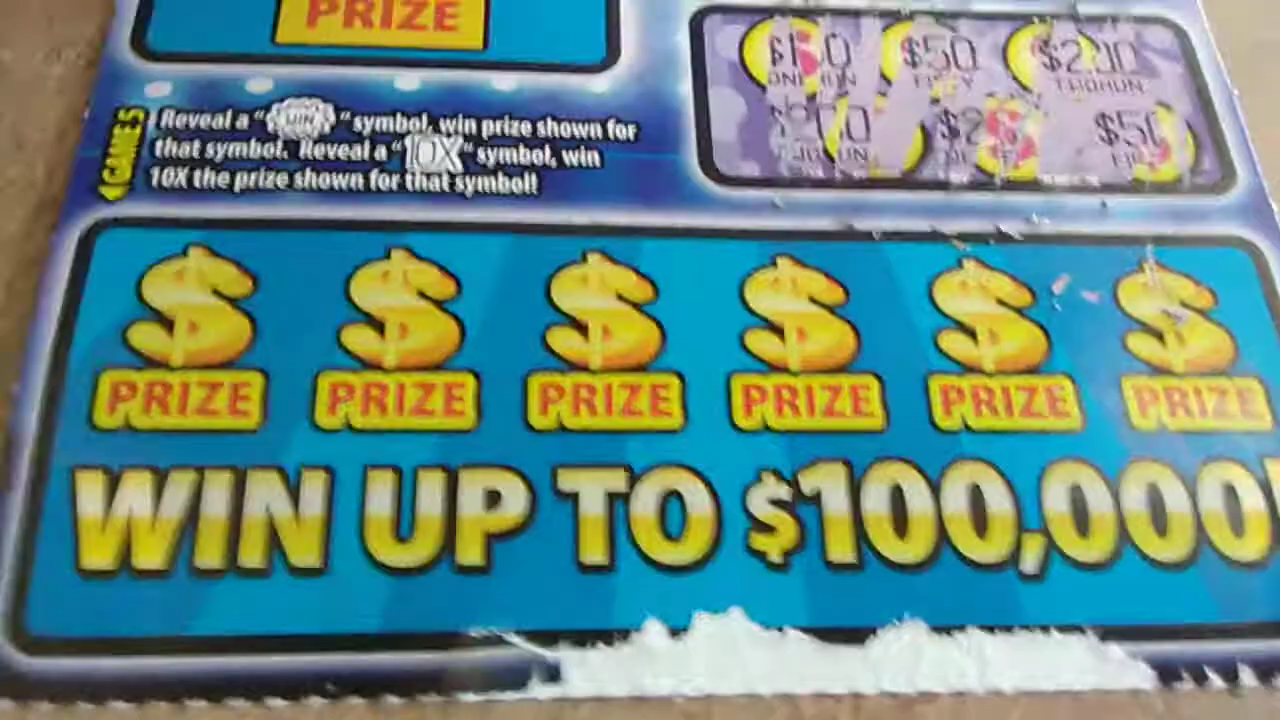 PRIZE
$50
GAME 5
Reveal a "WIN" symbol, win prize shown for
that symbol. Reveal a "10X" symbol, win
10X the prize shown for that symbol!
PRIZE PRIZE PRIZE PRIZE PRIZE PRIZE
WIN UP TO $100,000!